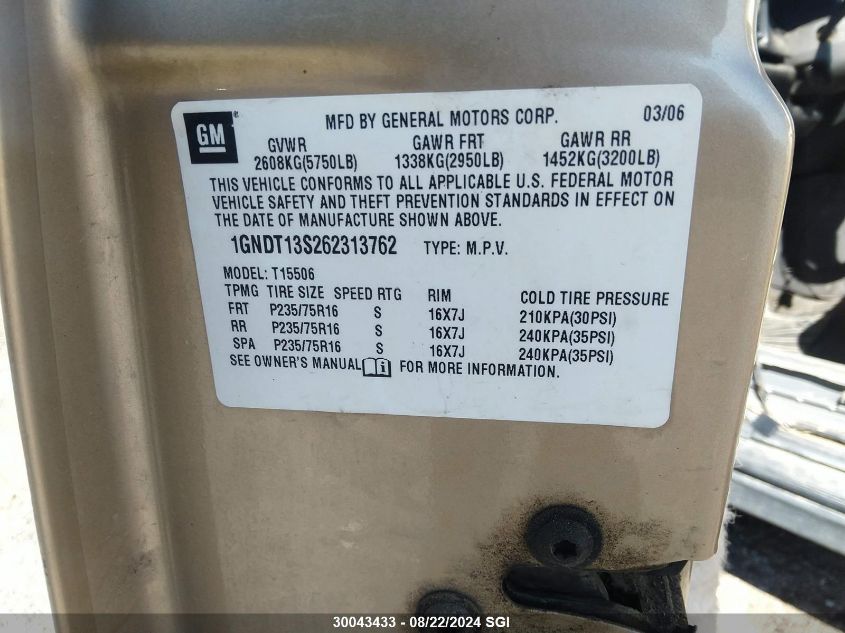 GM
MFD BY GENERAL MOTORS CORP. 03/06
GVWR GAWR FRT GAWR RR
2608KG(5750LB) 1338KG(2950LB) 1452KG(3200LB)
THIS VEHICLE CONFORMS TO ALL APPLICABLE U.S. FEDERAL MOTOR
VEHICLE SAFETY AND THEFT PREVENTION STANDARDS IN EFFECT ON
THE DATE OF MANUFACTURE SHOWN ABOVE.
1GNDT13S262313762 TYPE: M.P.V.
MODEL: T15506
TPMG TIRE SIZE SPEED RTG RIM COLD TIRE PRESSURE
FRT P235/75R16 S 16X7J 210KPA(30PSI)
RR P235/75R16 S 16X7J 240KPA(35PSI)
SPA P235/75R16 S 16X7J 240KPA(35PSI)
SEE OWNER'S MANUAL FOR MORE INFORMATION.
30043433 - 08/22/2024 SGI